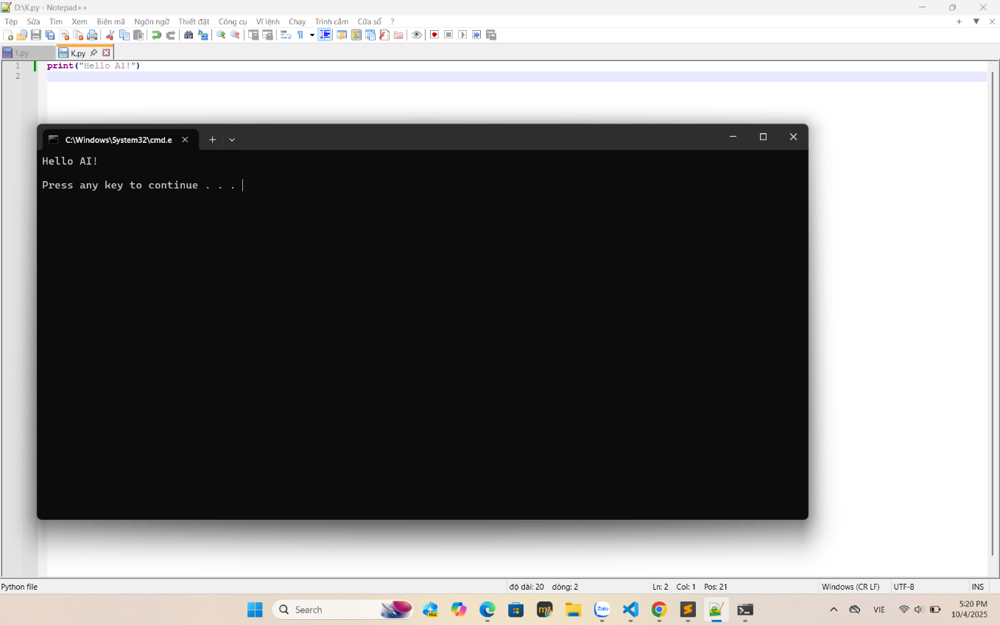 D:\K.py - Notepad++
Tệp Sửa Tìm Xem Biên mã Ngôn ngữ Thiết đặt Công cụ Vĩ lệnh Chạy Trình cắm Cửa sổ ?
1.py K.py
1 print("Hello AI!")
2
C:\Windows\System32\cmd.e
Hello AI!
Press any key to continue . . .
Python file độ dài: 20 dòng: 2 Ln: 2 Col: 1 Pos: 21 Windows (CR LF) UTF-8 INS
Search PRE mt Zalo VIE 5:20 PM
10/4/2025